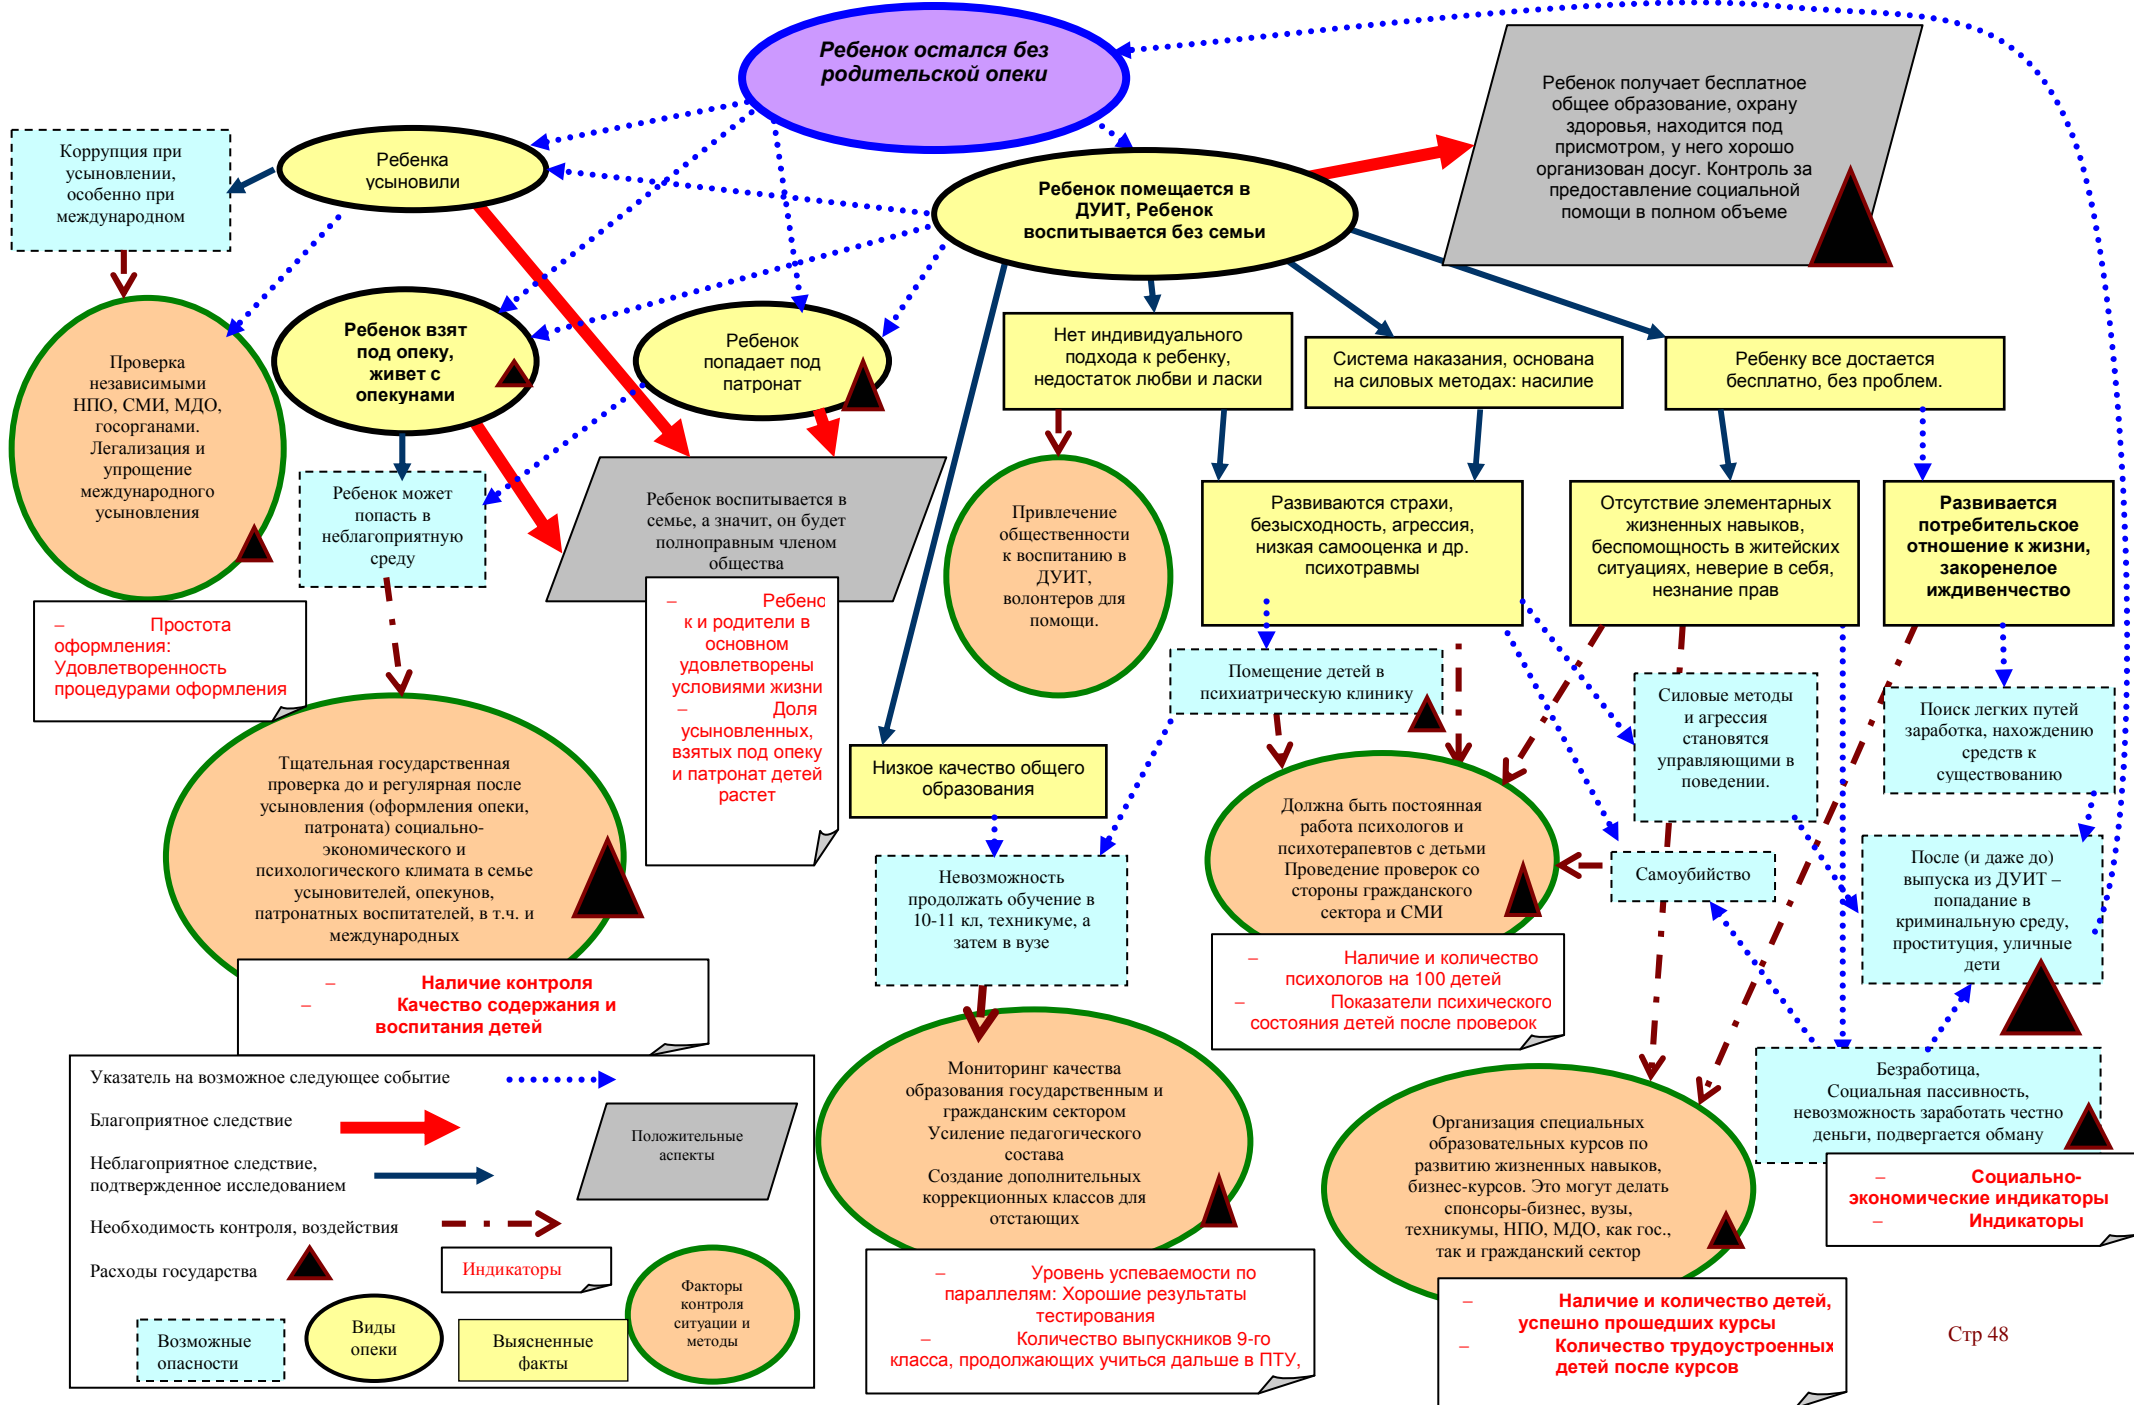 Ребенок остался без
родительской опеки
Ребенок получает бесплатное
общее образование, охрану
здоровья, находится под
присмотром, у него хорошо
организован досуг. Контроль за
предоставление социальной
помощи в полном объеме
Коррупция при
усыновлении,
особенно при
международном
Ребенка
усыновили
Ребенок помещается в
ДУИТ, Ребенок
воспитывается без семьи
Проверка
независимыми
НПО, СМИ, МДО,
госорганами.
Легализация и
упрощение
международного
усыновления
Ребенок взят
под опеку,
живет с
опекунами
Ребенок
попадает под
патронат
Нет индивидуального
подхода к ребенку,
недостаток любви и ласки
Система наказания, основана
на силовых методах: насилие
Ребенку все достается
бесплатно, без проблем.
Ребенок может
попасть в
неблагоприятную
среду
Ребенок воспитывается в
семье, а значит, он будет
полноправным членом
общества
Привлечение
общественности
к воспитанию в
ДУИТ,
волонтеров для
помощи.
Развиваются страхи,
безысходность, агрессия,
низкая самооценка и др.
психотравмы
Отсутствие элементарных
жизненных навыков,
беспомощность в житейских
ситуациях, неверие в себя,
незнание прав
Развивается
потребительское
отношение к жизни,
закоренелое
иждивенчество
– Простота
оформления:
Удовлетворенность
процедурами оформления
– Ребено
к и родители в
основном
удовлетворены
условиями жизни
– Доля
усыновленных,
взятых под опеку
и патронат детей
растет
Помещение детей в
психиатрическую клинику
Силовые методы
и агрессия
становятся
управляющими в
поведении.
Поиск легких путей
заработка, нахождению
средств к
существованию
Тщательная государственная
проверка до и регулярная после
усыновления (оформления опеки,
патроната) социально-
экономического и
психологического климата в семье
усыновителей, опекунов,
патронатных воспитателей, в т.ч. и
международных
Низкое качество общего
образования
Должна быть постоянная
работа психологов и
психотерапевтов с детьми
Проведение проверок со
стороны гражданского
сектора и СМИ
Самоубийство
После (и даже до)
выпуска из ДУИТ –
попадание в
криминальную среду,
проституция, уличные
дети
Невозможность
продолжать обучение в
10-11 кл, техникуме, а
затем в вузе
– Наличие контроля
– Качество содержания и
воспитания детей
– Наличие и количество
психологов на 100 детей
– Показатели психического
состояния детей после проверок
Мониторинг качества
образования государственным и
гражданским сектором
Усиление педагогического
состава
Создание дополнительных
коррекционных классов для
отстающих
Безработица,
Социальная пассивность,
невозможность заработать честно
деньги, подвергается обману
Организация специальных
образовательных курсов по
развитию жизненных навыков,
бизнес-курсов. Это могут делать
спонсоры-бизнес, вузы,
техникумы, НПО, МДО, как гос.,
так и гражданский сектор
– Социально-
экономические индикаторы
– Индикаторы
– Уровень успеваемости по
параллелям: Хорошие результаты
тестирования
– Количество выпускников 9-го
класса, продолжающих учиться дальше в ПТУ,
– Наличие и количество детей,
успешно прошедших курсы
– Количество трудоустроенных
детей после курсов
Указатель на возможное следующее событие
Благоприятное следствие
Неблагоприятное следствие,
подтвержденное исследованием
Необходимость контроля, воздействия
Расходы государства
Положительные
аспекты
Индикаторы
Факторы
контроля
ситуации и
методы
Возможные
опасности
Виды
опеки
Выясненные
факты
Стр 48